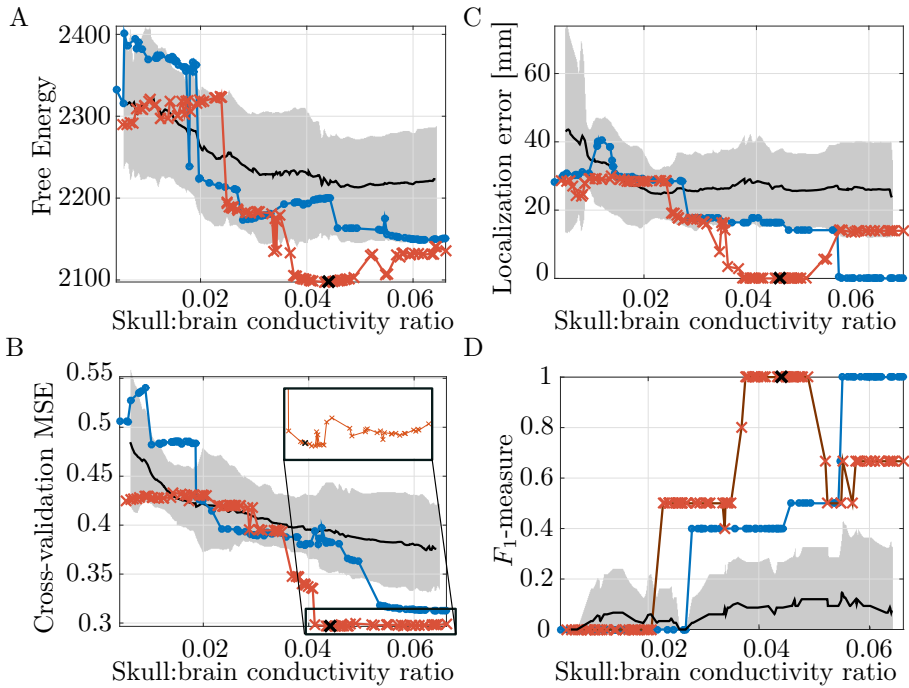 A
2400
2300
2200
2100
Free Energy
0.02
0.04
0.06
Skull:brain conductivity ratio
C
60
40
20
0
Localization error [mm]
0.02
0.04
0.06
Skull:brain conductivity ratio
B
0.55
0.5
0.45
0.4
0.35
0.3
Cross-validation MSE
0.02
0.04
0.06
Skull:brain conductivity ratio
D
1
0.8
0.6
0.4
0.2
0
F1-measure
0.02
0.04
0.06
Skull:brain conductivity ratio